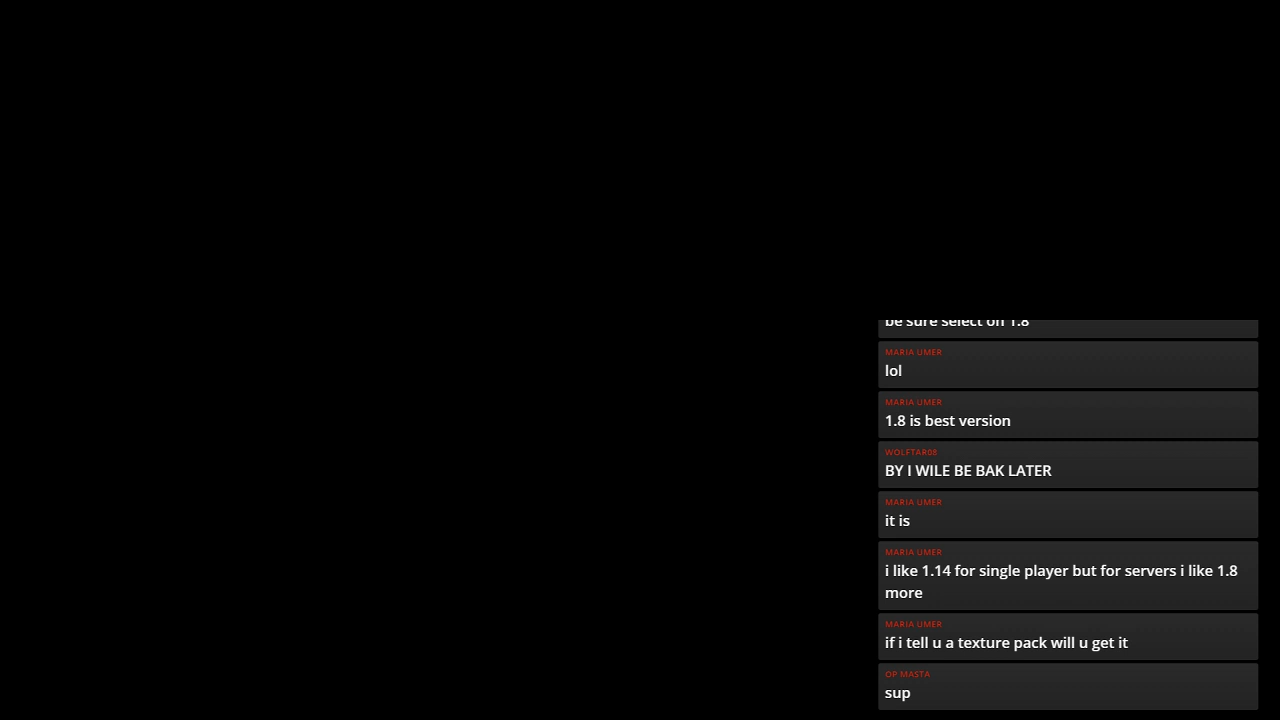 be sure select on 1.8
MARIA UMER
lol
MARIA UMER
1.8 is best version
WOLFTAR08
BY I WILE BE BAK LATER
MARIA UMER
it is
MARIA UMER
i like 1.14 for single player but for servers i like 1.8
more
MARIA UMER
if i tell u a texture pack will u get it
OP MASTA
sup